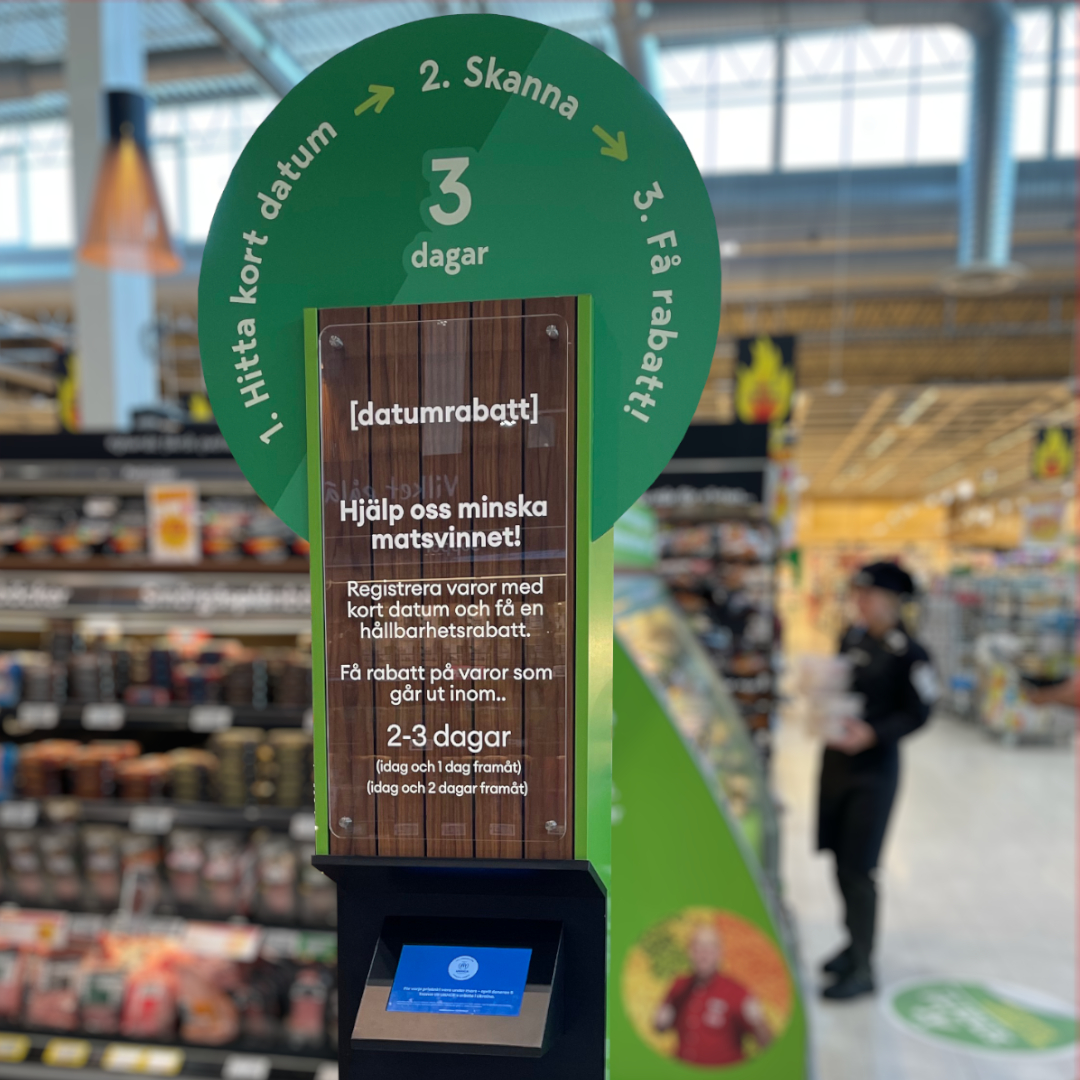 1. Hitta kort datum → 2. Skanna → 3. Få rabatt!
3
dagar
[datumrabatt]
Hjälp oss minska
matsvinnet!
Registrera varor med
kort datum och få en
hållbarhetsrabatt.
Få rabatt på varor som
går ut inom..
2-3 dagar
(idag och 1 dag framåt)
(idag och 2 dagar framåt)